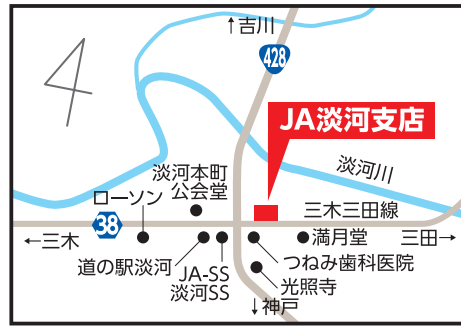 ↑吉川
428
JA淡河支店
淡河川
淡河本町
公会堂
ローソン
三木三田線
38
←三木
満月堂
三田→
道の駅淡河
JA-SS
淡河SS
つねみ歯科医院
光照寺
↓神戸